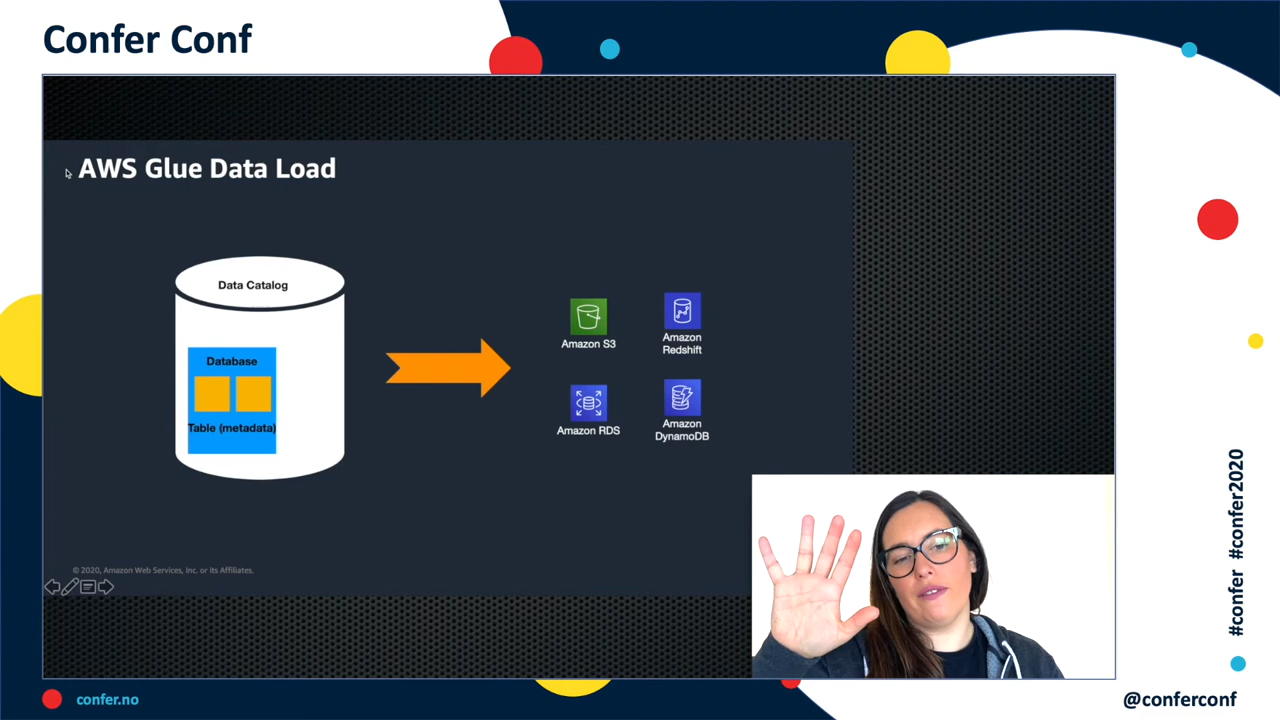 Confer Conf
AWS Glue Data Load
Data Catalog
Database
Table (metadata)
Amazon S3
Amazon
Redshift
Amazon RDS
Amazon
DynamoDB
© 2020, Amazon Web Services, Inc. or its Affiliates.
#confer #confer2020
confer.no
@conferconf